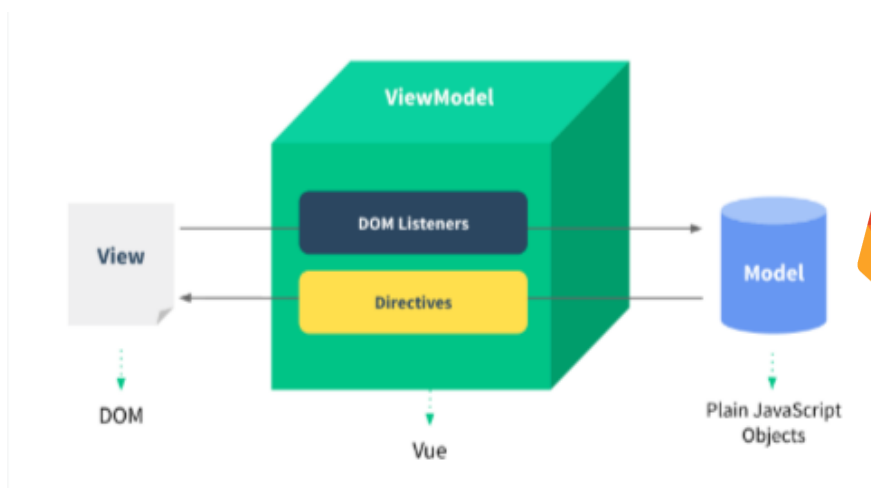 ViewModel
DOM Listeners
View
Model
Directives
DOM
Vue
Plain JavaScript
Objects